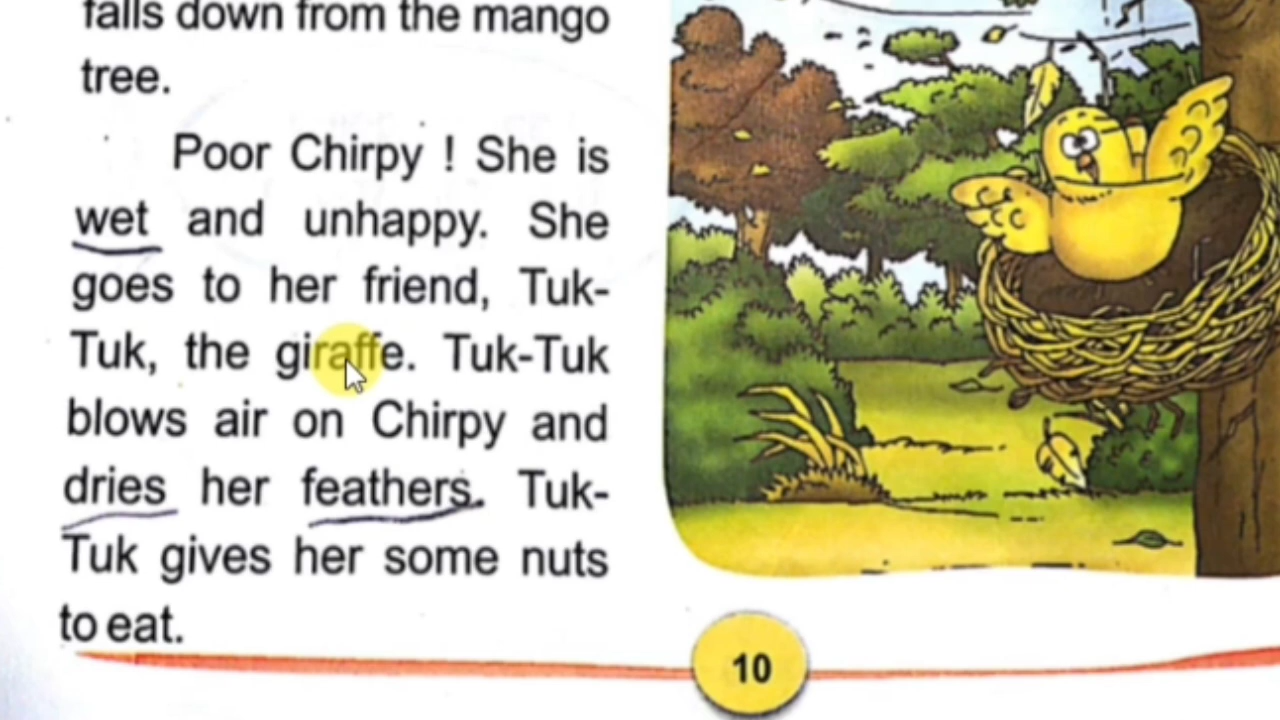 falls down from the mango
tree.
Poor Chirpy ! She is
wet and unhappy. She
goes to her friend, Tuk-
Tuk, the giraffe. Tuk-Tuk
blows air on Chirpy and
dries her feathers. Tuk-
Tuk gives her some nuts
to eat.
10